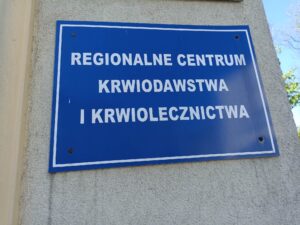 REGIONALNE CENTRUM
KRWIODAWSTWA
I KRWIOLECZNICTWA